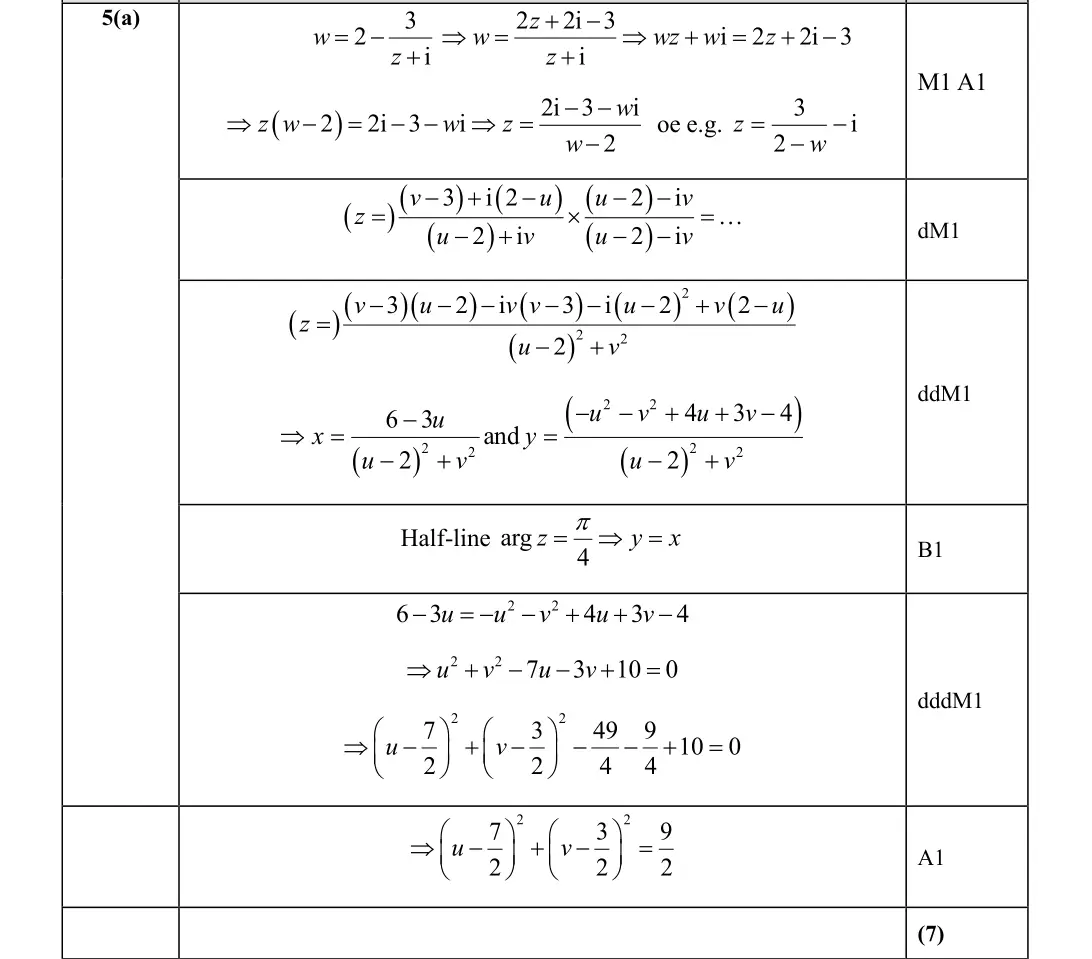 5(a)
w = 2 − 3/(z + i) ⇒ w = (2z + 2i − 3)/(z + i) ⇒ wz + wi = 2z + 2i − 3
⇒ z(w − 2) = 2i − 3 − wi ⇒ z = (2i − 3 − wi)/(w − 2) oe e.g. z = 3/(2 − w) − i
M1 A1
(z =) ((v − 3) + i(2 − u))/((u − 2) + iv) × ((u − 2) − iv)/((u − 2) − iv) = …
dM1
(z =) ((v − 3)(u − 2) − iv(v − 3) − i(u − 2)² + v(2 − u))/((u − 2)² + v²)
⇒ x = (6 − 3u)/((u − 2)² + v²) and y = (−u² − v² + 4u + 3v − 4)/((u − 2)² + v²)
ddM1
Half-line arg z = π/4 ⇒ y = x
B1
6 − 3u = −u² − v² + 4u + 3v − 4
⇒ u² + v² − 7u − 3v + 10 = 0
⇒ (u − 7/2)² + (v − 3/2)² − 49/4 − 9/4 + 10 = 0
dddM1
⇒ (u − 7/2)² + (v − 3/2)² = 9/2
A1
(7)